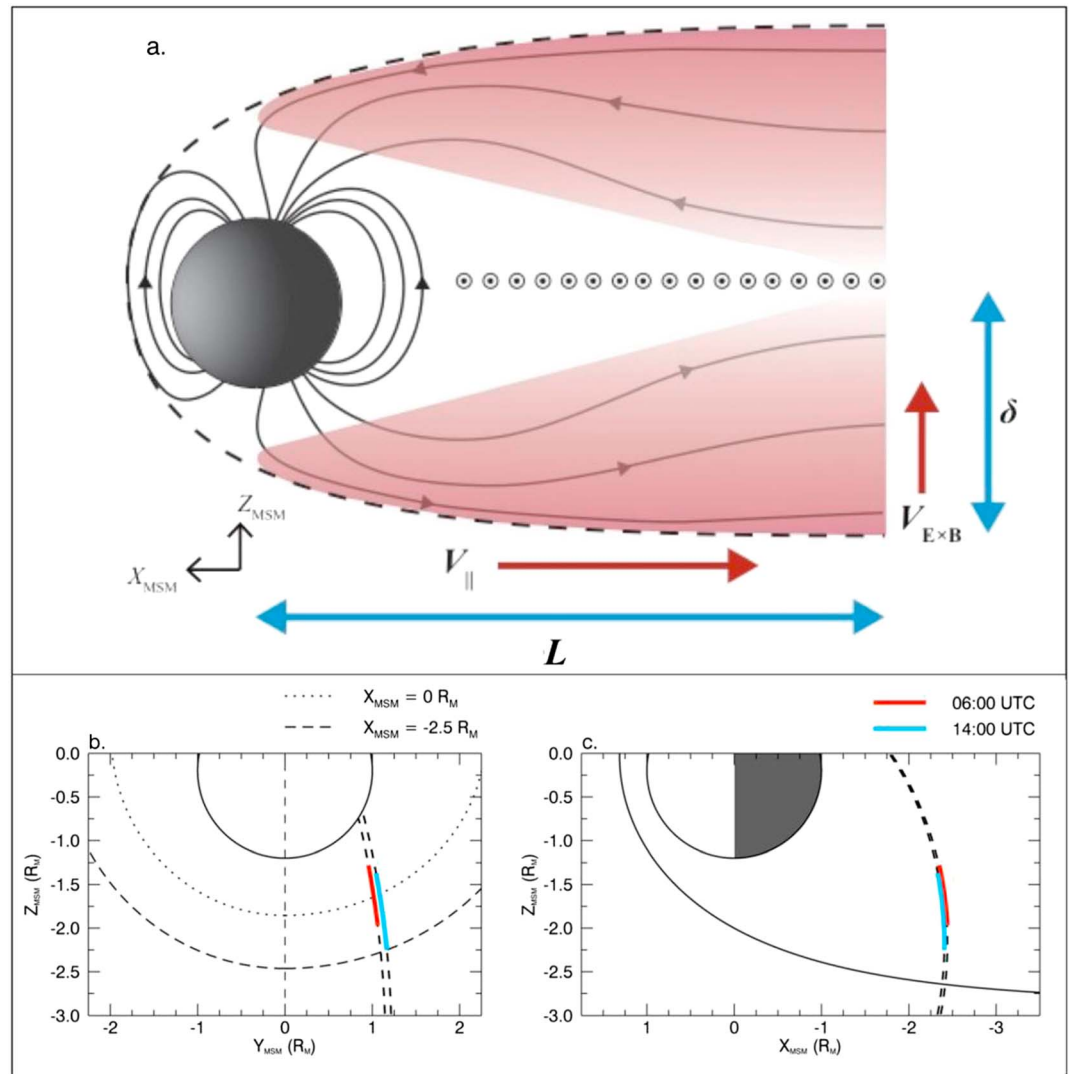 a.
Z_MSM
X_MSM
V_||
V_E×B
δ
L
X_MSM = 0 R_M
X_MSM = -2.5 R_M
06:00 UTC
14:00 UTC
b.
0.0
-0.5
-1.0
-1.5
-2.0
-2.5
-3.0
Z_MSM (R_M)
-2 -1 0 1 2
Y_MSM (R_M)
c.
0.0
-0.5
-1.0
-1.5
-2.0
-2.5
-3.0
Z_MSM (R_M)
1 0 -1 -2 -3
X_MSM (R_M)